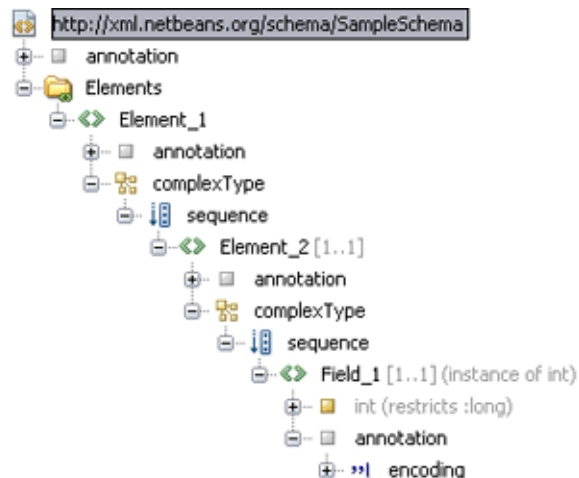 http://xml.netbeans.org/schema/SampleSchema
annotation
Elements
Element_1
annotation
complexType
sequence
Element_2 [1..1]
annotation
complexType
sequence
Field_1 [1..1] (instance of int)
int (restricts :long)
annotation
encoding